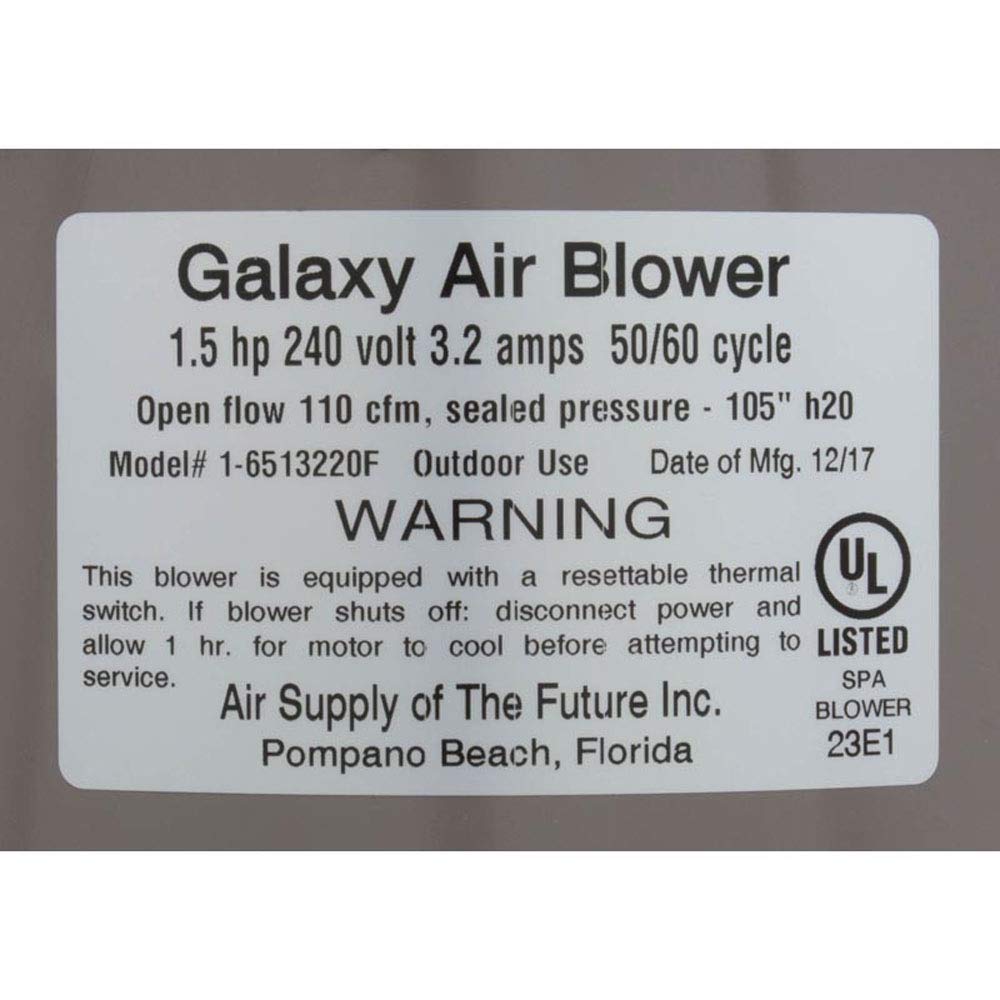 Galaxy Air Blower
1.5 hp 240 volt 3.2 amps 50/60 cycle
Open flow 110 cfm, sealed pressure - 105" h20
Model# 1-6513220F Outdoor Use Date of Mfg. 12/17
WARNING
This blower is equipped with a resettable thermal
switch. If blower shuts off: disconnect power and
allow 1 hr. for motor to cool before attempting to
service.
Air Supply of The Future Inc.
Pompano Beach, Florida
UL
LISTED
SPA
BLOWER
23E1